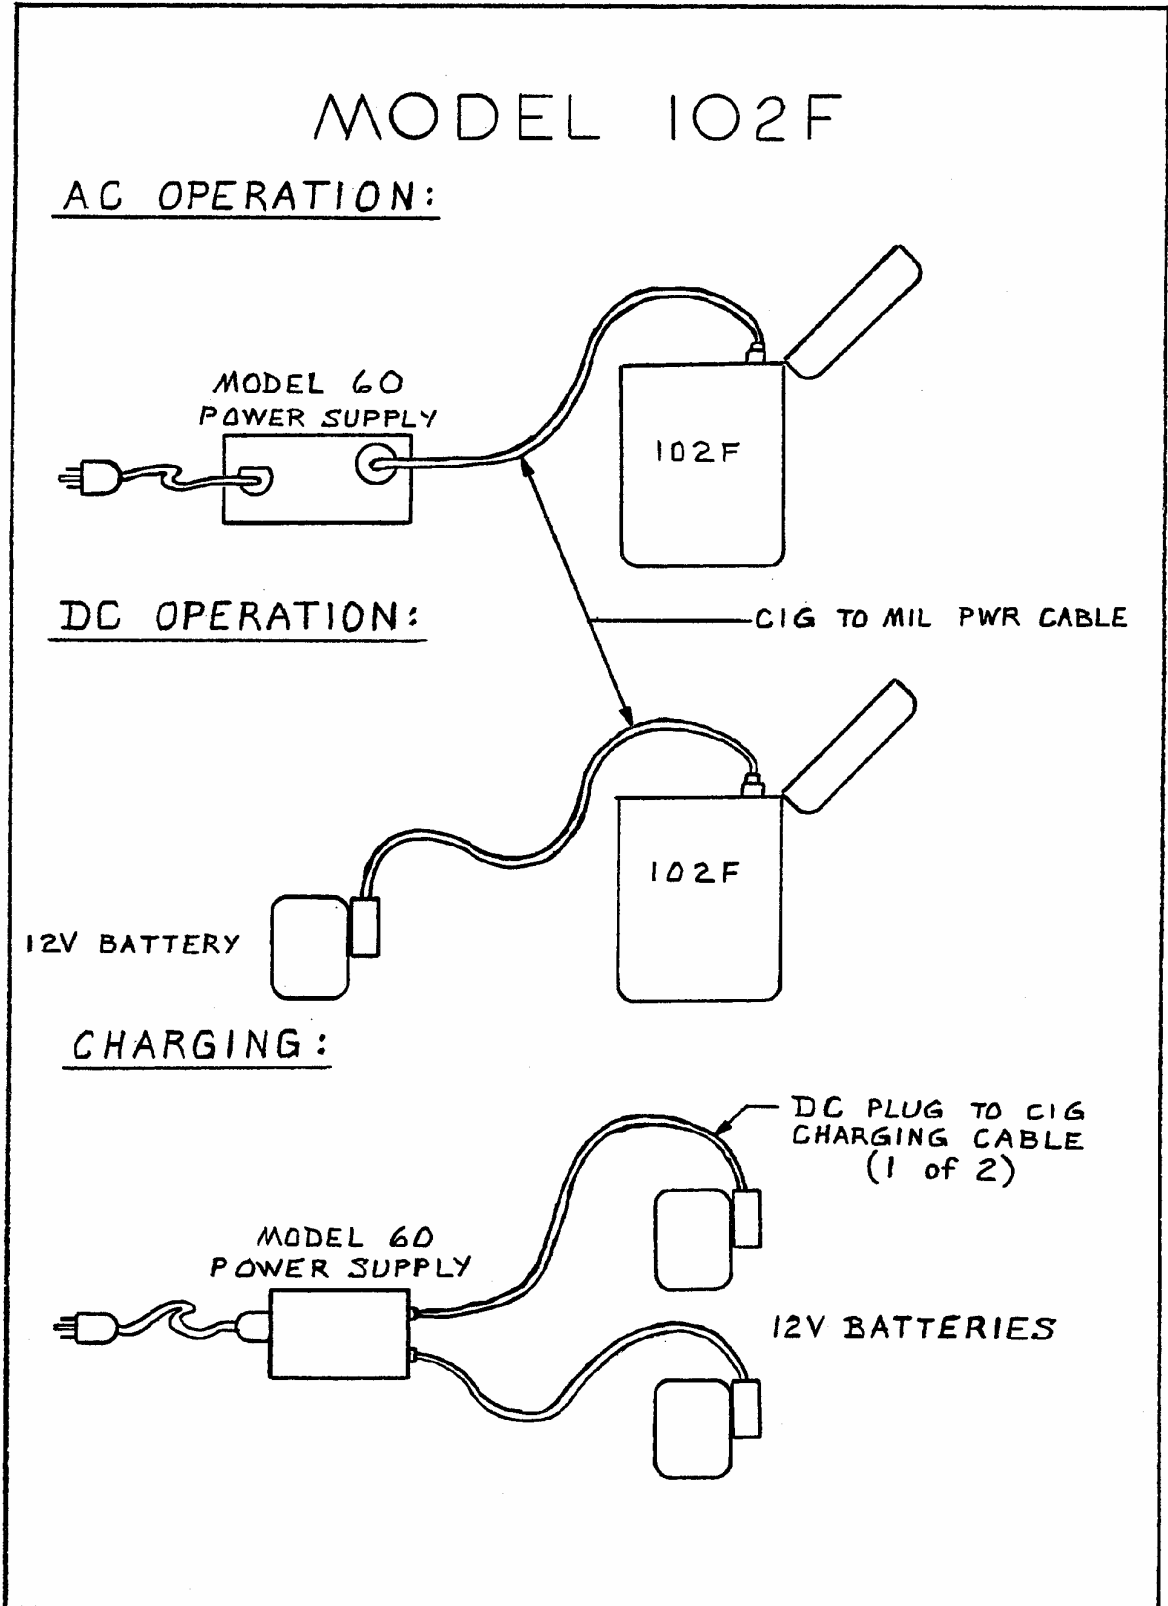 MODEL 102F
AC OPERATION:
MODEL 60
POWER SUPPLY
102F
DC OPERATION:
CIG TO MIL PWR CABLE
102F
12V BATTERY
CHARGING:
DC PLUG TO CIG
CHARGING CABLE
(1 of 2)
MODEL 60
POWER SUPPLY
12V BATTERIES